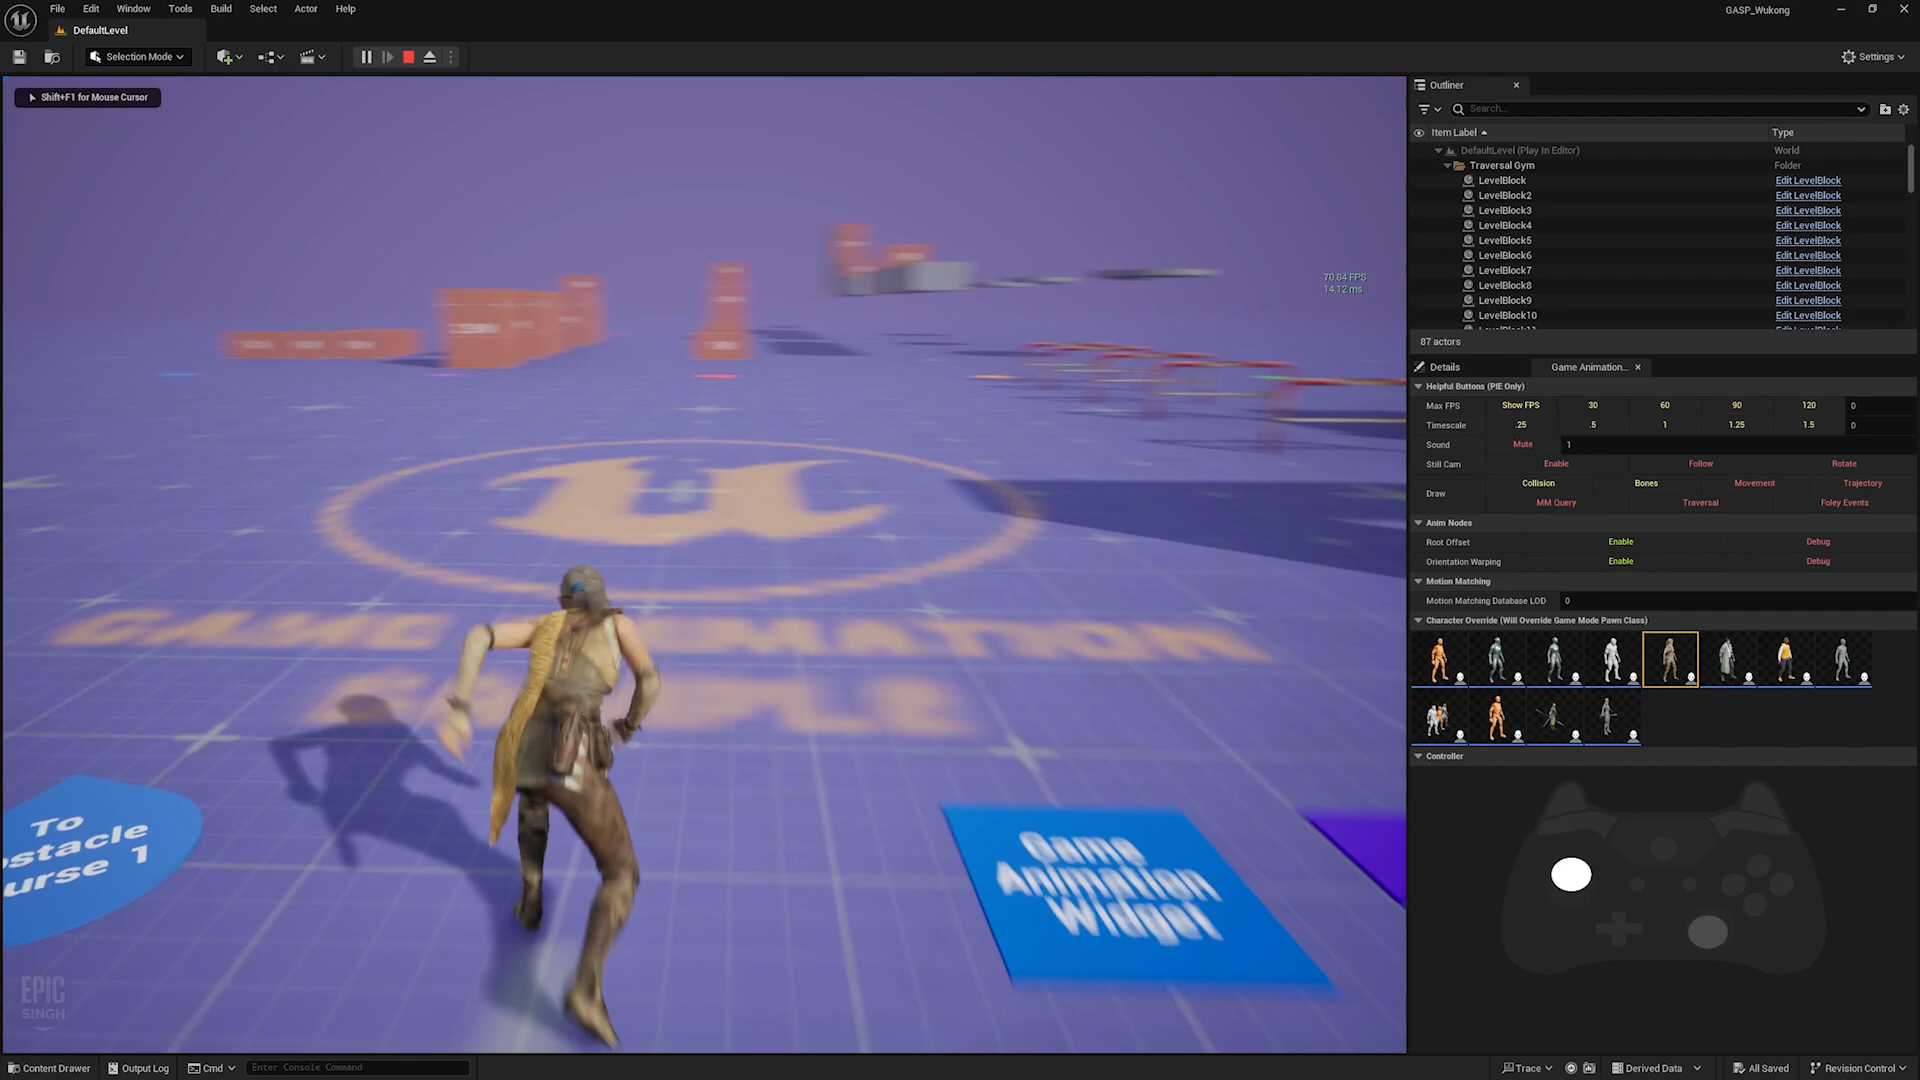 File Edit Window Tools Build Select Actor Help
GASP_Wukong
DefaultLevel
Selection Mode
Settings
Shift+F1 for Mouse Cursor
70.84 FPS
14.12 ms
GAME ANIMATION
SAMPLE
To
Game
Animation
Widget
EPIC
SINGH
Outliner
Search...
Item Label Type
DefaultLevel (Play In Editor) World
Traversal Gym Folder
LevelBlock Edit LevelBlock
LevelBlock2 Edit LevelBlock
LevelBlock3 Edit LevelBlock
LevelBlock4 Edit LevelBlock
LevelBlock5 Edit LevelBlock
LevelBlock6 Edit LevelBlock
LevelBlock7 Edit LevelBlock
LevelBlock8 Edit LevelBlock
LevelBlock9 Edit LevelBlock
LevelBlock10 Edit LevelBlock
87 actors
Details Game Animation...
Helpful Buttons (PIE Only)
Max FPS Show FPS 30 60 90 120 0
Timescale .25 .5 1 1.25 1.5 0
Sound Mute 1
Still Cam Enable Follow Rotate
Draw Collision Bones Movement Trajectory
MM Query Traversal Foley Events
Anim Nodes
Root Offset Enable Debug
Orientation Warping Enable Debug
Motion Matching
Motion Matching Database LOD 0
Character Override (Will Override Game Mode Pawn Class)
Controller
Content Drawer Output Log Cmd Enter Console Command
Trace Derived Data All Saved Revision Control